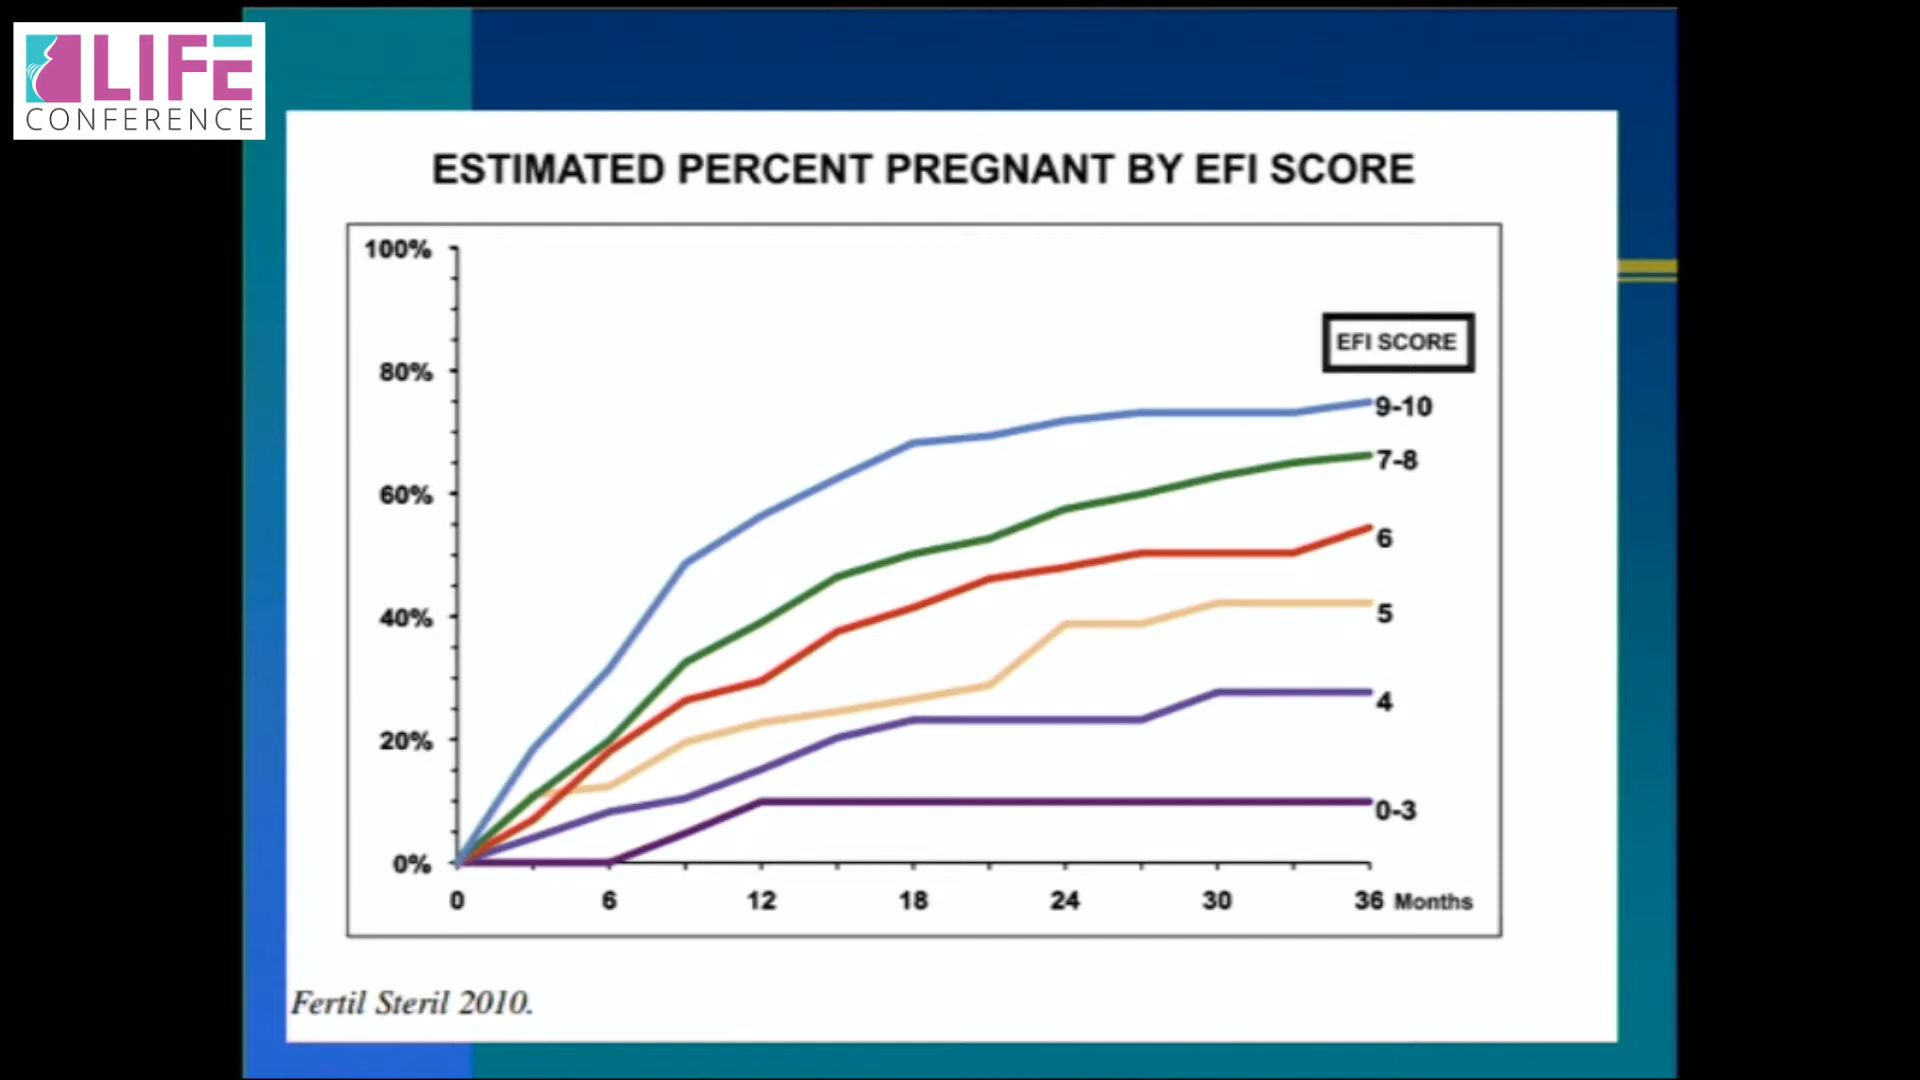 LIFE
CONFERENCE
ESTIMATED PERCENT PREGNANT BY EFI SCORE
100%
80%
60%
40%
20%
0%
EFI SCORE
9-10
7-8
6
5
4
0-3
0 6 12 18 24 30 36 Months
Fertil Steril 2010.